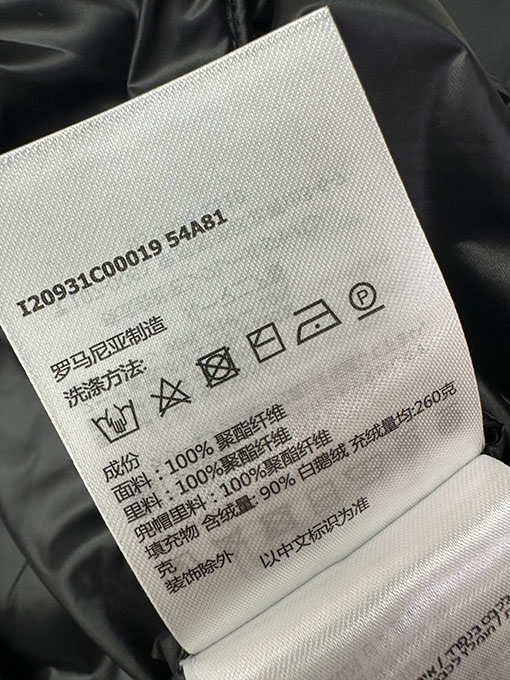 I20931C00019 54A81
罗马尼亚制造
洗涤方法:
P
成份
面料：100% 聚酯纤维
里料：100%聚酯纤维
兜帽里料：100%聚酯纤维
填充物 含绒量: 90% 白鹅绒 充绒量均:260克
克
装饰除外 以中文标识为准